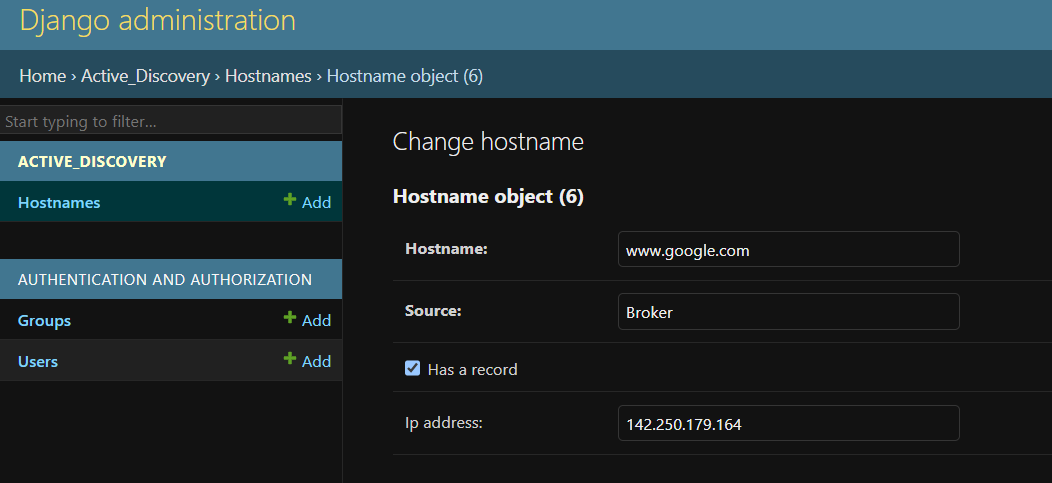 Django administration
Home › Active_Discovery › Hostnames › Hostname object (6)
Start typing to filter...
ACTIVE_DISCOVERY
Hostnames + Add
AUTHENTICATION AND AUTHORIZATION
Groups + Add
Users + Add
Change hostname
Hostname object (6)
Hostname: www.google.com
Source: Broker
Has a record
Ip address: 142.250.179.164